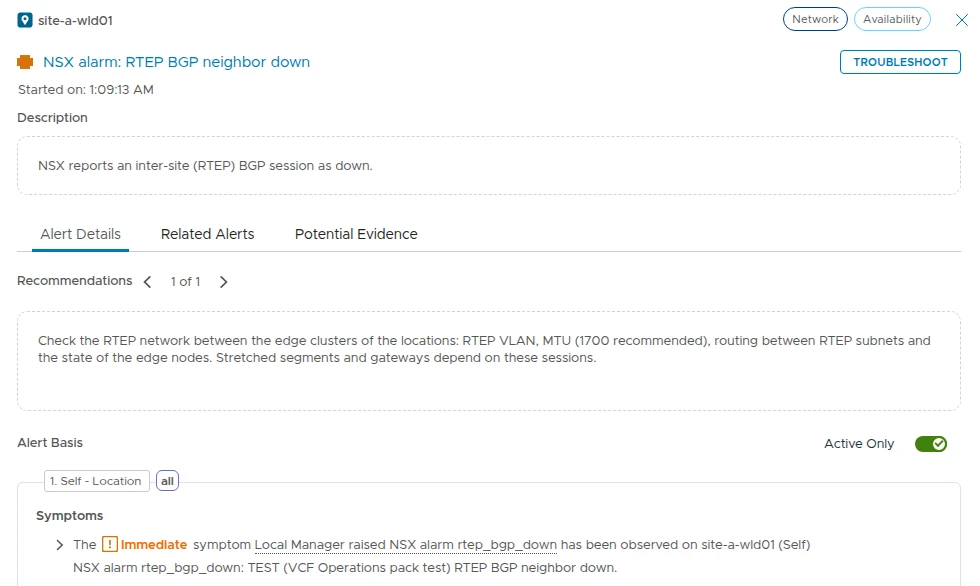 site-a-wld01
Network
Availability
NSX alarm: RTEP BGP neighbor down
TROUBLESHOOT
Started on: 1:09:13 AM
Description
NSX reports an inter-site (RTEP) BGP session as down.
Alert Details
Related Alerts
Potential Evidence
Recommendations
1 of 1
Check the RTEP network between the edge clusters of the locations: RTEP VLAN, MTU (1700 recommended), routing between RTEP subnets and
the state of the edge nodes. Stretched segments and gateways depend on these sessions.
Alert Basis
Active Only
1. Self - Location
all
Symptoms
The ! Immediate symptom Local Manager raised NSX alarm rtep_bgp_down has been observed on site-a-wld01 (Self)
NSX alarm rtep_bgp_down: TEST (VCF Operations pack test) RTEP BGP neighbor down.